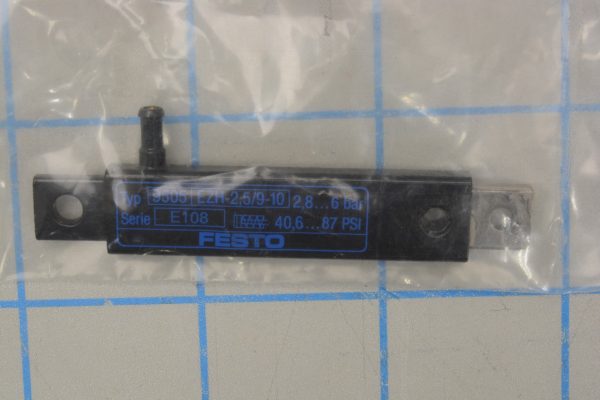 Typ 9505 EZH-2,5/9-10 2,8...6 bar
Serie E108 40,6...87 PSI
FESTO